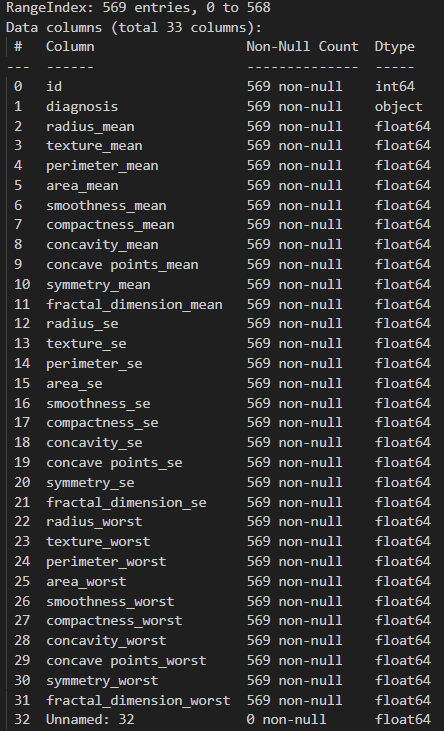 RangeIndex: 569 entries, 0 to 568
Data columns (total 33 columns):
 #   Column                   Non-Null Count  Dtype
---  ------                   --------------  -----
 0   id                       569 non-null    int64
 1   diagnosis                569 non-null    object
 2   radius_mean              569 non-null    float64
 3   texture_mean             569 non-null    float64
 4   perimeter_mean           569 non-null    float64
 5   area_mean                569 non-null    float64
 6   smoothness_mean          569 non-null    float64
 7   compactness_mean         569 non-null    float64
 8   concavity_mean           569 non-null    float64
 9   concave points_mean      569 non-null    float64
 10  symmetry_mean            569 non-null    float64
 11  fractal_dimension_mean   569 non-null    float64
 12  radius_se                569 non-null    float64
 13  texture_se               569 non-null    float64
 14  perimeter_se             569 non-null    float64
 15  area_se                  569 non-null    float64
 16  smoothness_se            569 non-null    float64
 17  compactness_se           569 non-null    float64
 18  concavity_se             569 non-null    float64
 19  concave points_se        569 non-null    float64
 20  symmetry_se              569 non-null    float64
 21  fractal_dimension_se     569 non-null    float64
 22  radius_worst             569 non-null    float64
 23  texture_worst            569 non-null    float64
 24  perimeter_worst          569 non-null    float64
 25  area_worst               569 non-null    float64
 26  smoothness_worst         569 non-null    float64
 27  compactness_worst        569 non-null    float64
 28  concavity_worst          569 non-null    float64
 29  concave points_worst     569 non-null    float64
 30  symmetry_worst           569 non-null    float64
 31  fractal_dimension_worst  569 non-null    float64
 32  Unnamed: 32              0 non-null      float64